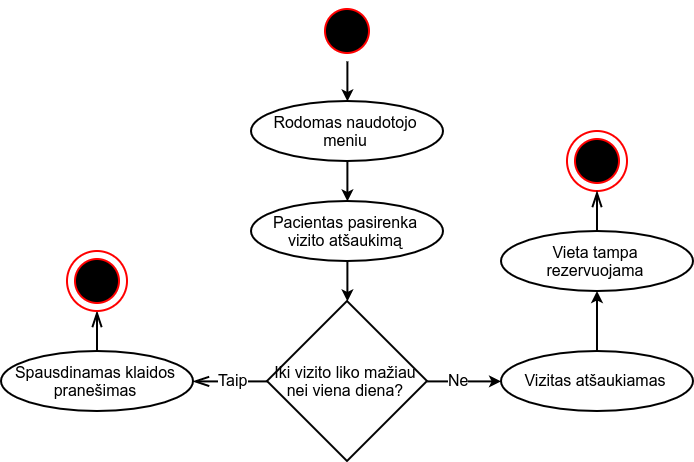 Rodomas naudotojo
meniu
Pacientas pasirenka
vizito atšaukimą
Iki vizito liko mažiau
nei viena diena?
Taip
Spausdinamas klaidos
pranešimas
Ne
Vizitas atšaukiamas
Vieta tampa
rezervuojama